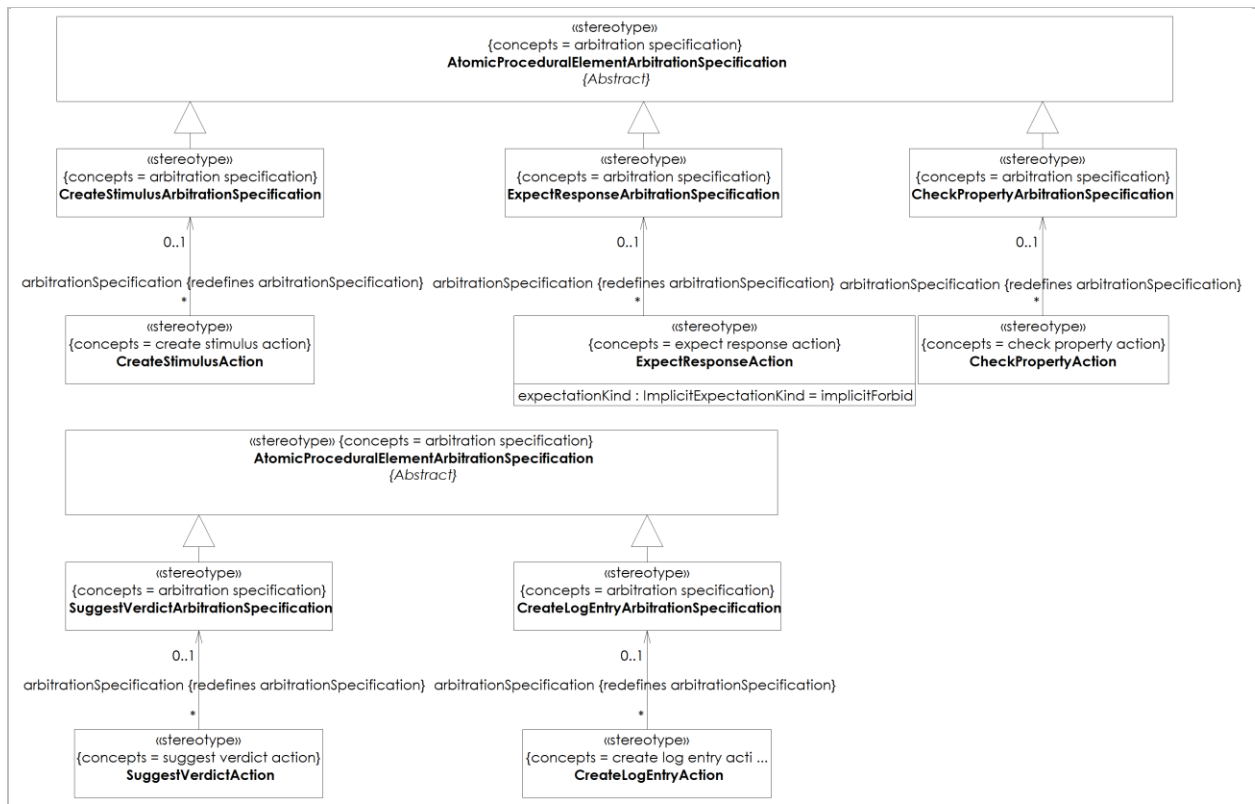 «stereotype»
{concepts = arbitration specification}
AtomicProceduralElementArbitrationSpecification
{Abstract}
«stereotype»
{concepts = arbitration specification}
CreateStimulusArbitrationSpecification
«stereotype»
{concepts = arbitration specification}
ExpectResponseArbitrationSpecification
«stereotype»
{concepts = arbitration specification}
CheckPropertyArbitrationSpecification
0..1
0..1
0..1
arbitrationSpecification {redefines arbitrationSpecification}
arbitrationSpecification {redefines arbitrationSpecification}
arbitrationSpecification {redefines arbitrationSpecification}
*
*
*
«stereotype»
{concepts = create stimulus action}
CreateStimulusAction
«stereotype»
{concepts = expect response action}
ExpectResponseAction
expectationKind : ImplicitExpectationKind = implicitForbid
«stereotype»
{concepts = check property action}
CheckPropertyAction
«stereotype» {concepts = arbitration specification}
AtomicProceduralElementArbitrationSpecification
{Abstract}
«stereotype»
{concepts = arbitration specification}
SuggestVerdictArbitrationSpecification
«stereotype»
{concepts = arbitration specification}
CreateLogEntryArbitrationSpecification
0..1
0..1
arbitrationSpecification {redefines arbitrationSpecification}
arbitrationSpecification {redefines arbitrationSpecification}
*
*
«stereotype»
{concepts = suggest verdict action}
SuggestVerdictAction
«stereotype»
{concepts = create log entry acti ...
CreateLogEntryAction